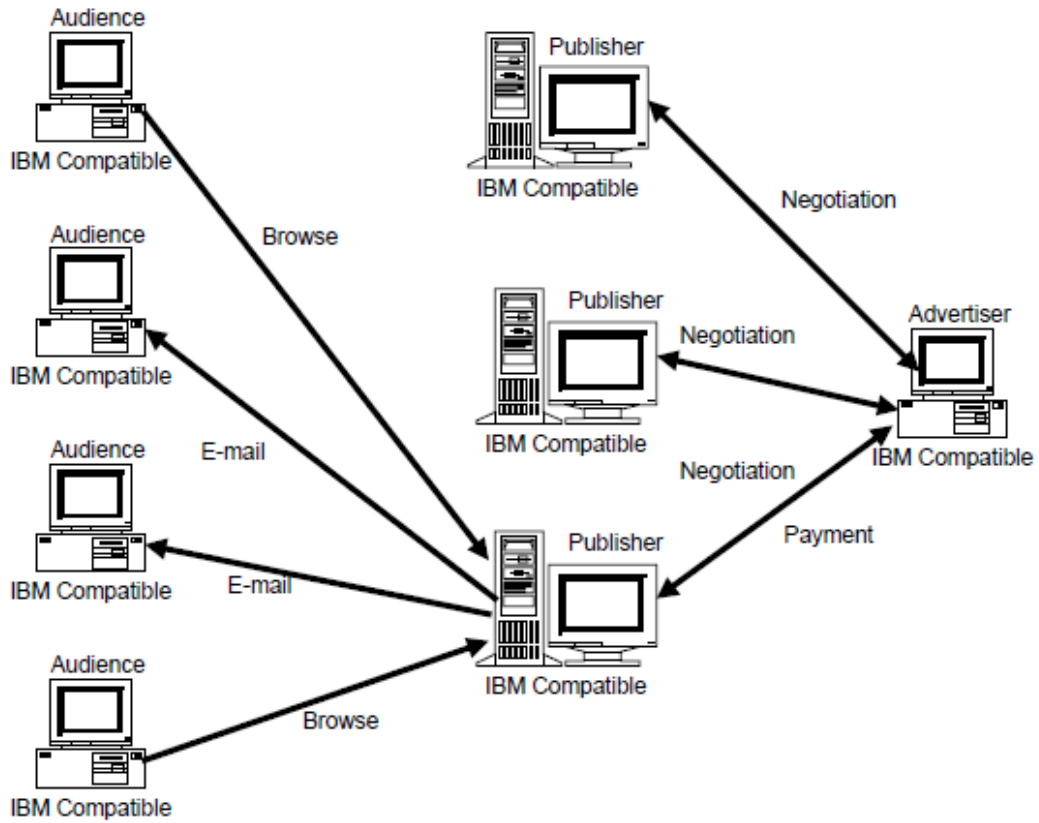 Audience
IBM Compatible
Publisher
IBM Compatible
Negotiation
Browse
Audience
IBM Compatible
Publisher
IBM Compatible
Negotiation
Advertiser
IBM Compatible
E-mail
Negotiation
Payment
Audience
IBM Compatible
E-mail
Publisher
IBM Compatible
Audience
IBM Compatible
Browse